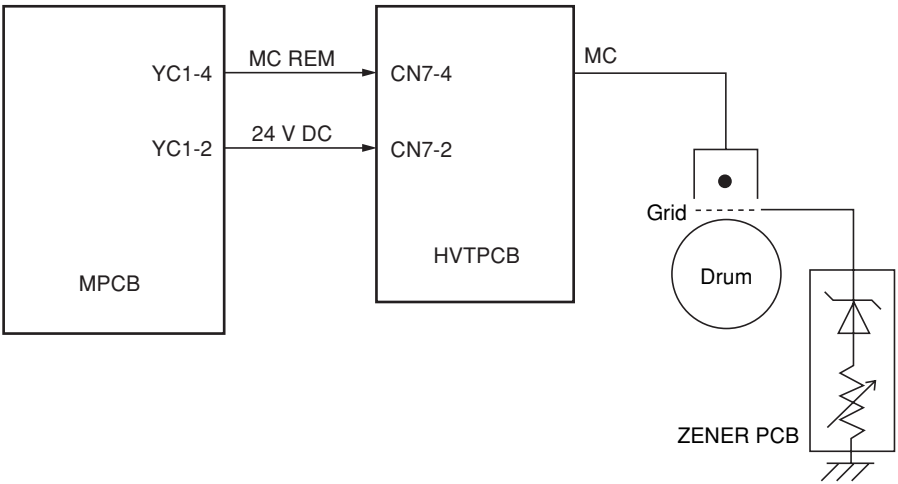 MC REM
MC
YC1-4
CN7-4
24 V DC
YC1-2
CN7-2
Grid
HVTPCB
Drum
MPCB
ZENER PCB